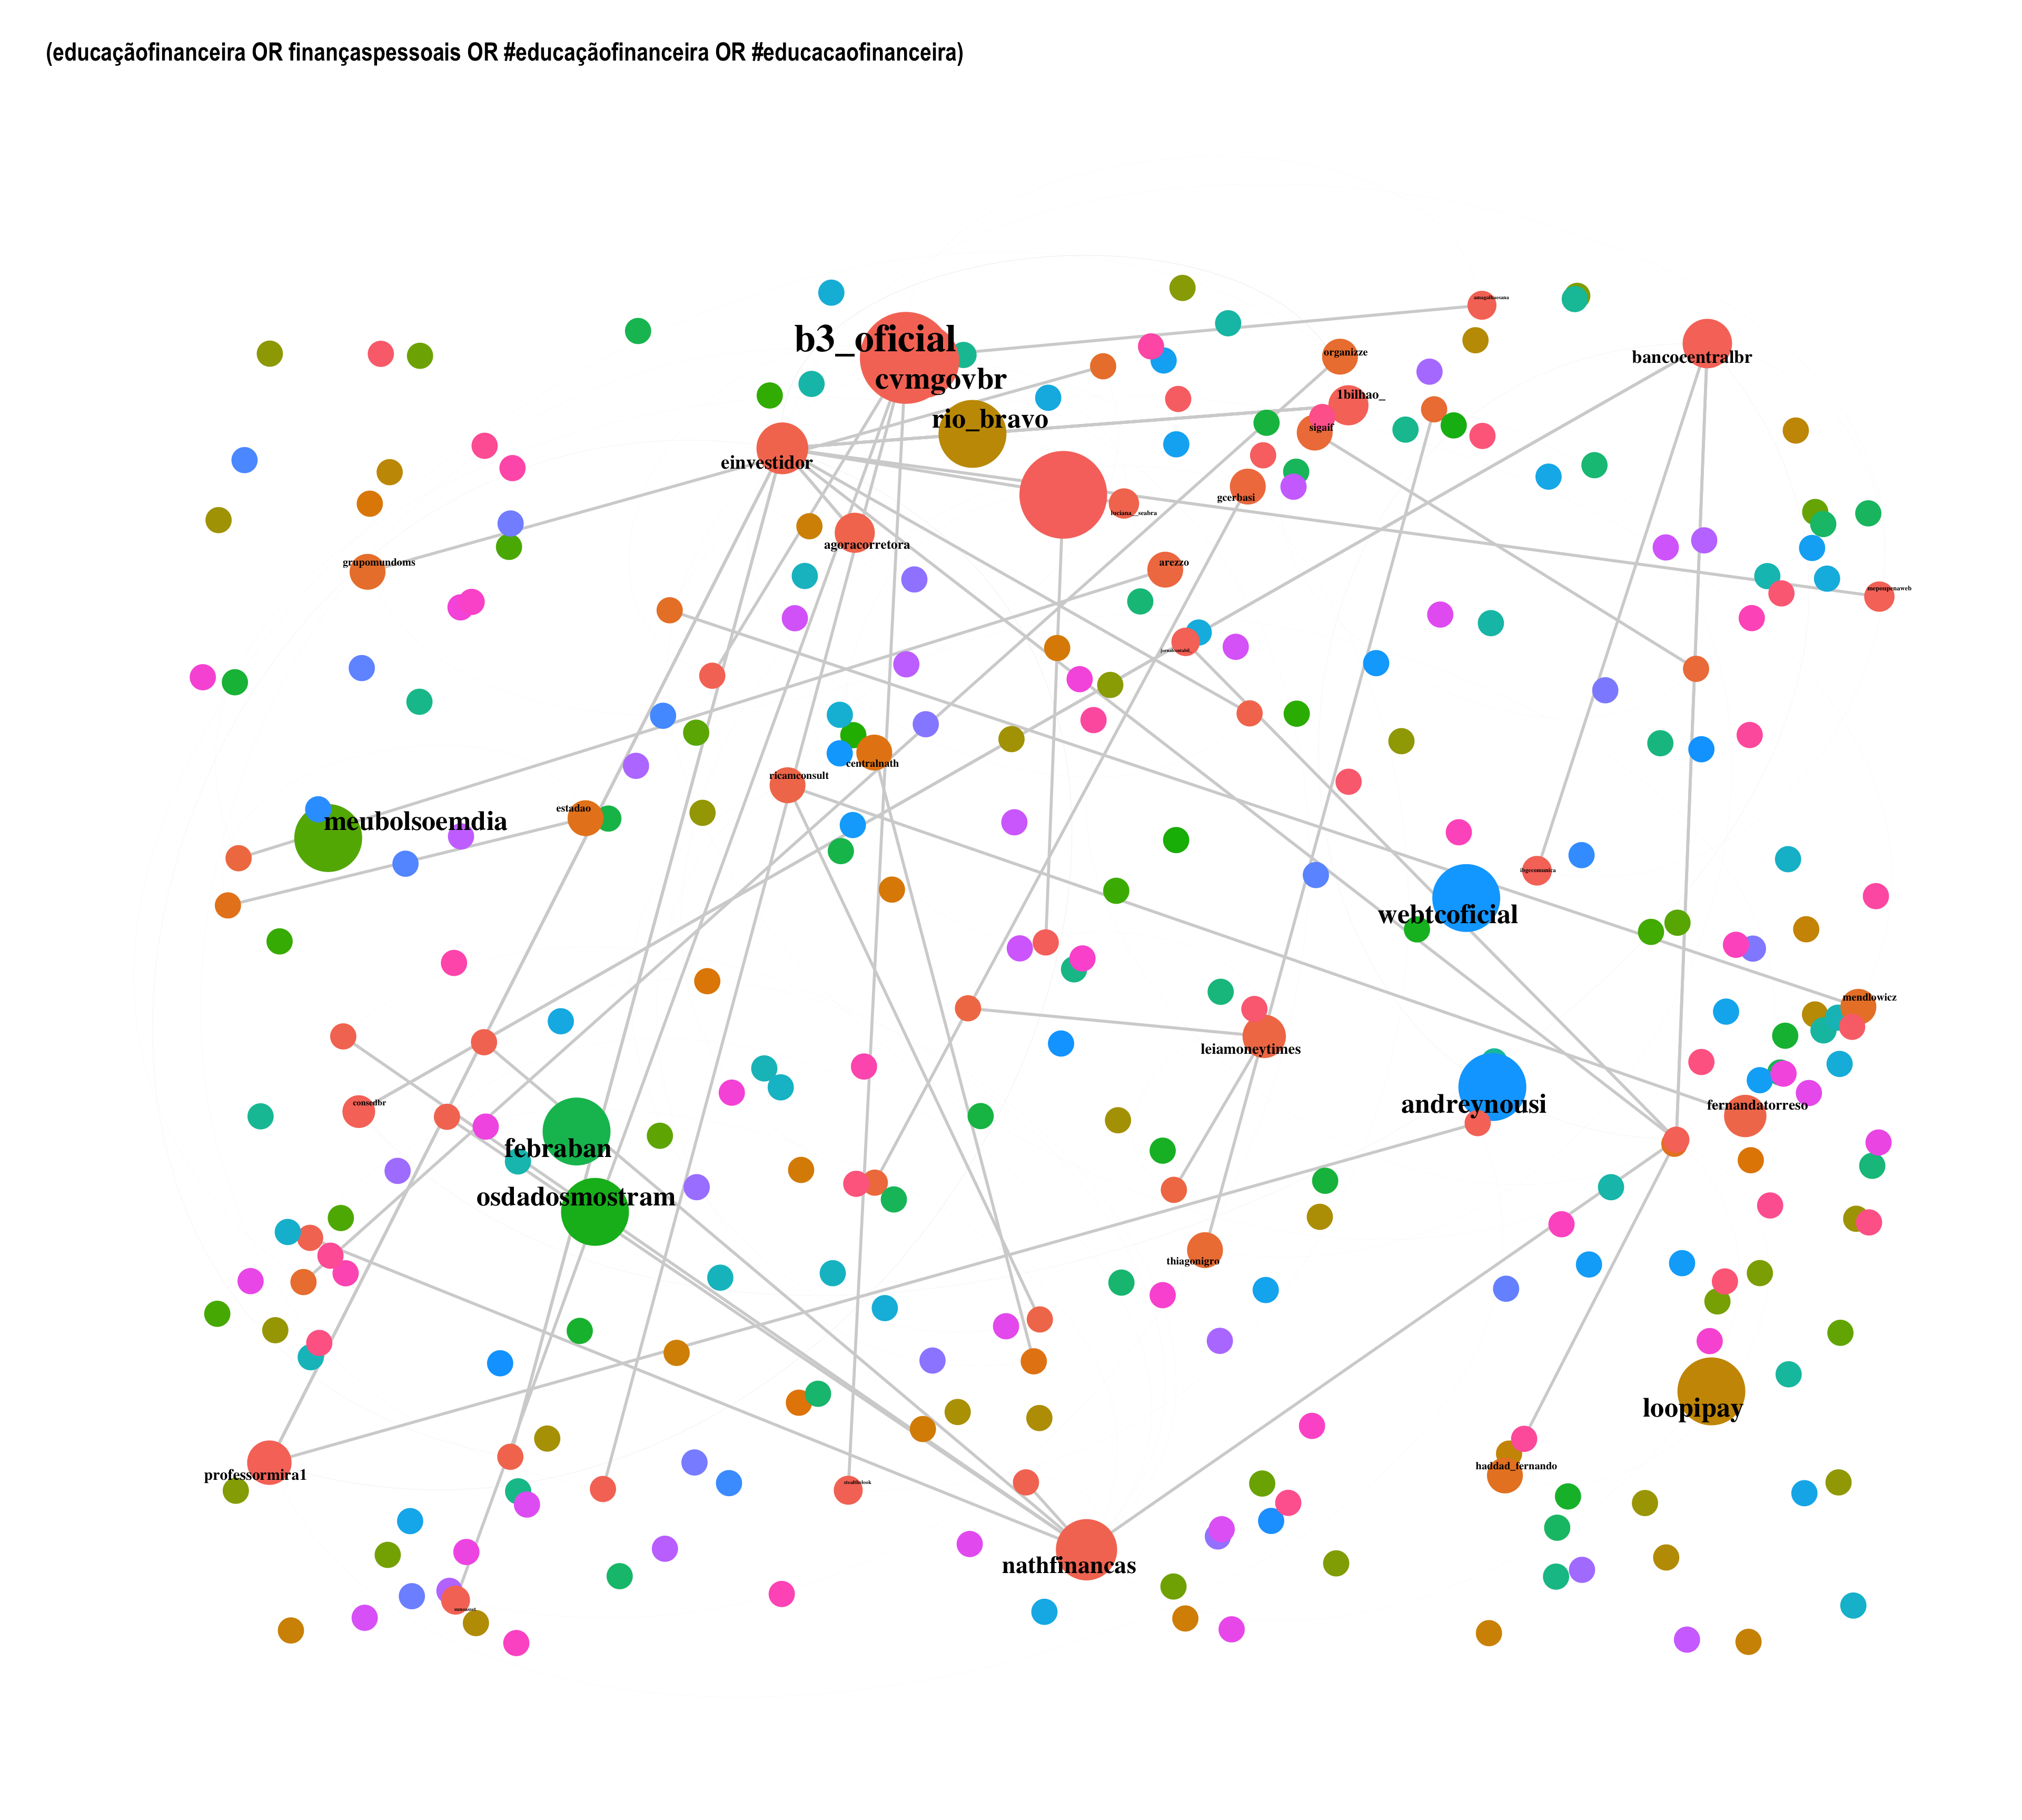 (educaçãofinanceira OR finançaspessoais OR #educaçãofinanceira OR #educacaofinanceira)
amagalhaesana
b3_oficial
organizze
bancocentralbr
cvmgovbr
1bilhao_
rio_bravo
sigaif
einvestidor
gcerbasi
luciana__seabra
agoracorretora
grupomundoms
arezzo
mepoupenaweb
centralnath
ricamconsult
estadao
meubolsoemdia
ibgecomunica
webtcoficial
mendlowicz
leiamoneytimes
consedbr
andreynousi
fernandatorreso
febraban
osdadosmostram
thiagonigro
loopipay
haddad_fernando
professormira1
nathfinancas